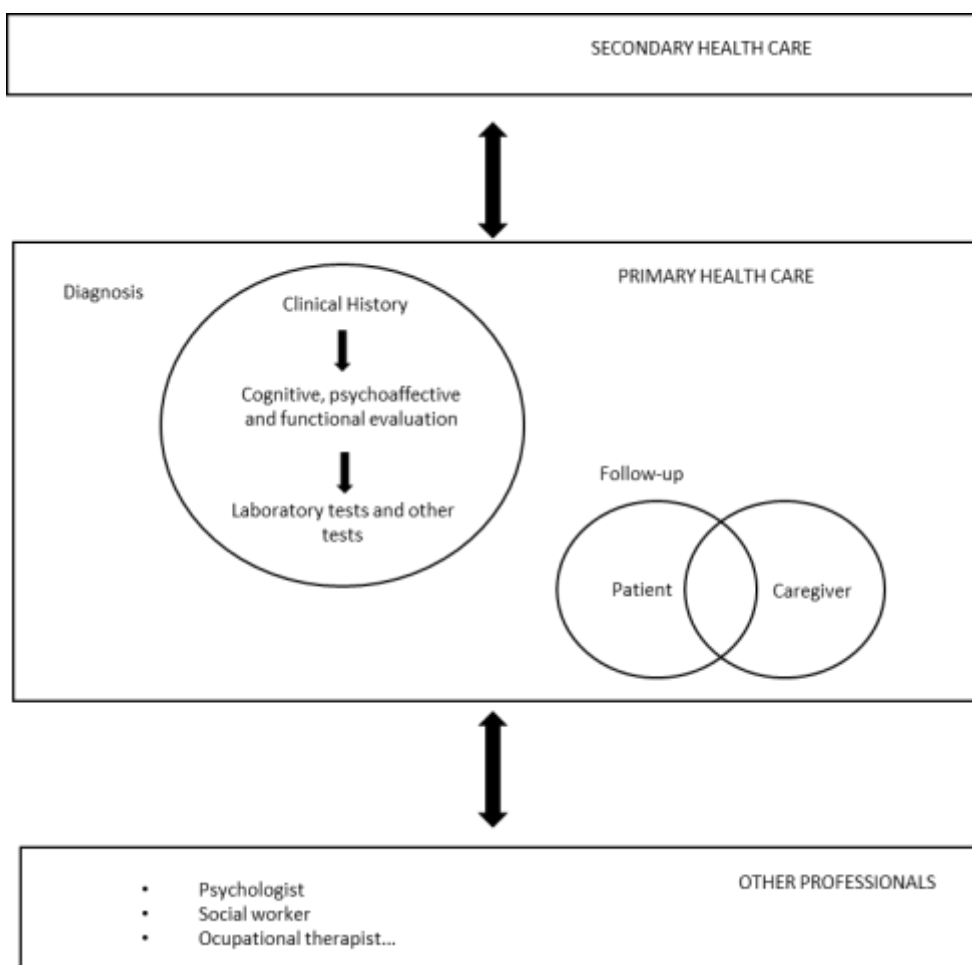 SECONDARY HEALTH CARE
PRIMARY HEALTH CARE
Diagnosis
Clinical History
Cognitive, psychoaffective
and functional evaluation
Laboratory tests and other
tests
Follow-up
Patient
Caregiver
OTHER PROFESSIONALS
• Psychologist
• Social worker
• Ocupational therapist...